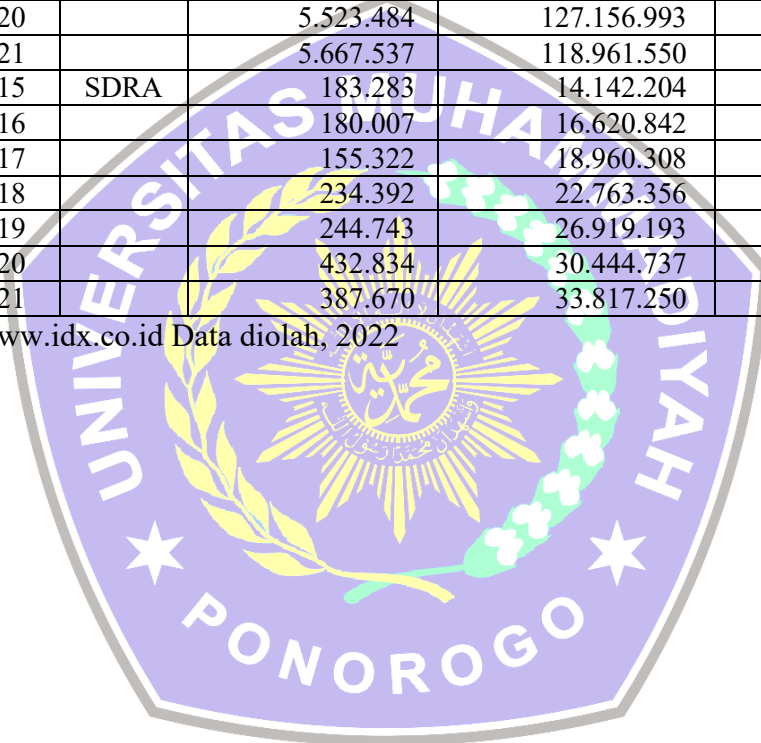 20 5.523.484 127.156.993
21 5.667.537 118.961.550
15 SDRA 183.283 14.142.204
16 180.007 16.620.842
17 155.322 18.960.308
18 234.392 22.763.356
19 244.743 26.919.193
20 432.834 30.444.737
21 387.670 33.817.250
ww.idx.co.id Data diolah, 2022
UNIVERSITAS MUHAMMADIYAH
محمدية
PONOROGO